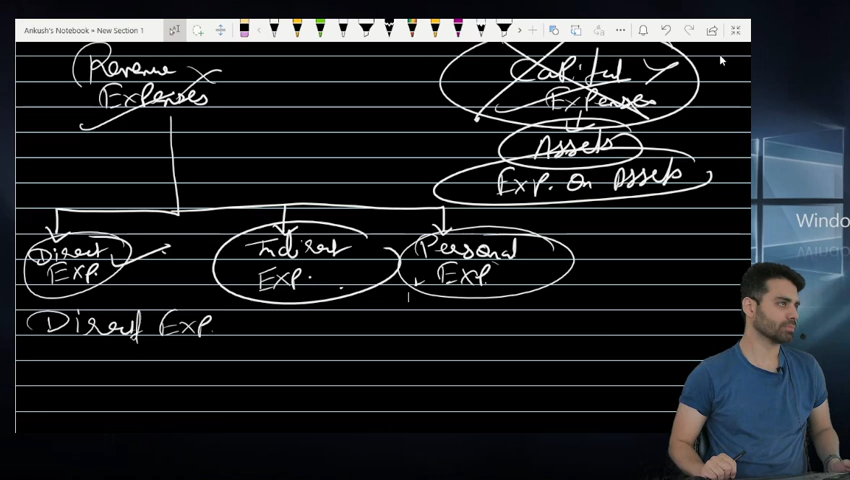 Ankush's Notebook » New Section 1
Revenue
Expenses
Capital
Expenses
Assets
Exp. On Assets
Direct
Exp.
Indirect
Exp.
Personal
Exp.
Direct Exp.
Windo